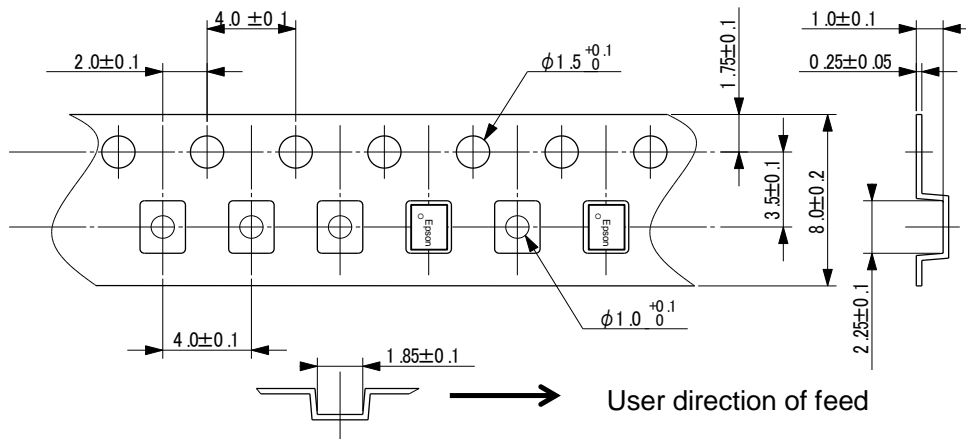 4.0 ±0.1
1.0±0.1
2.0±0.1
φ1.5 +0.1 0
1.75±0.1
0.25±0.05
3.5±0.1
8.0±0.2
Epson
Epson
2.25±0.1
φ1.0 +0.1 0
4.0±0.1
1.85±0.1
User direction of feed